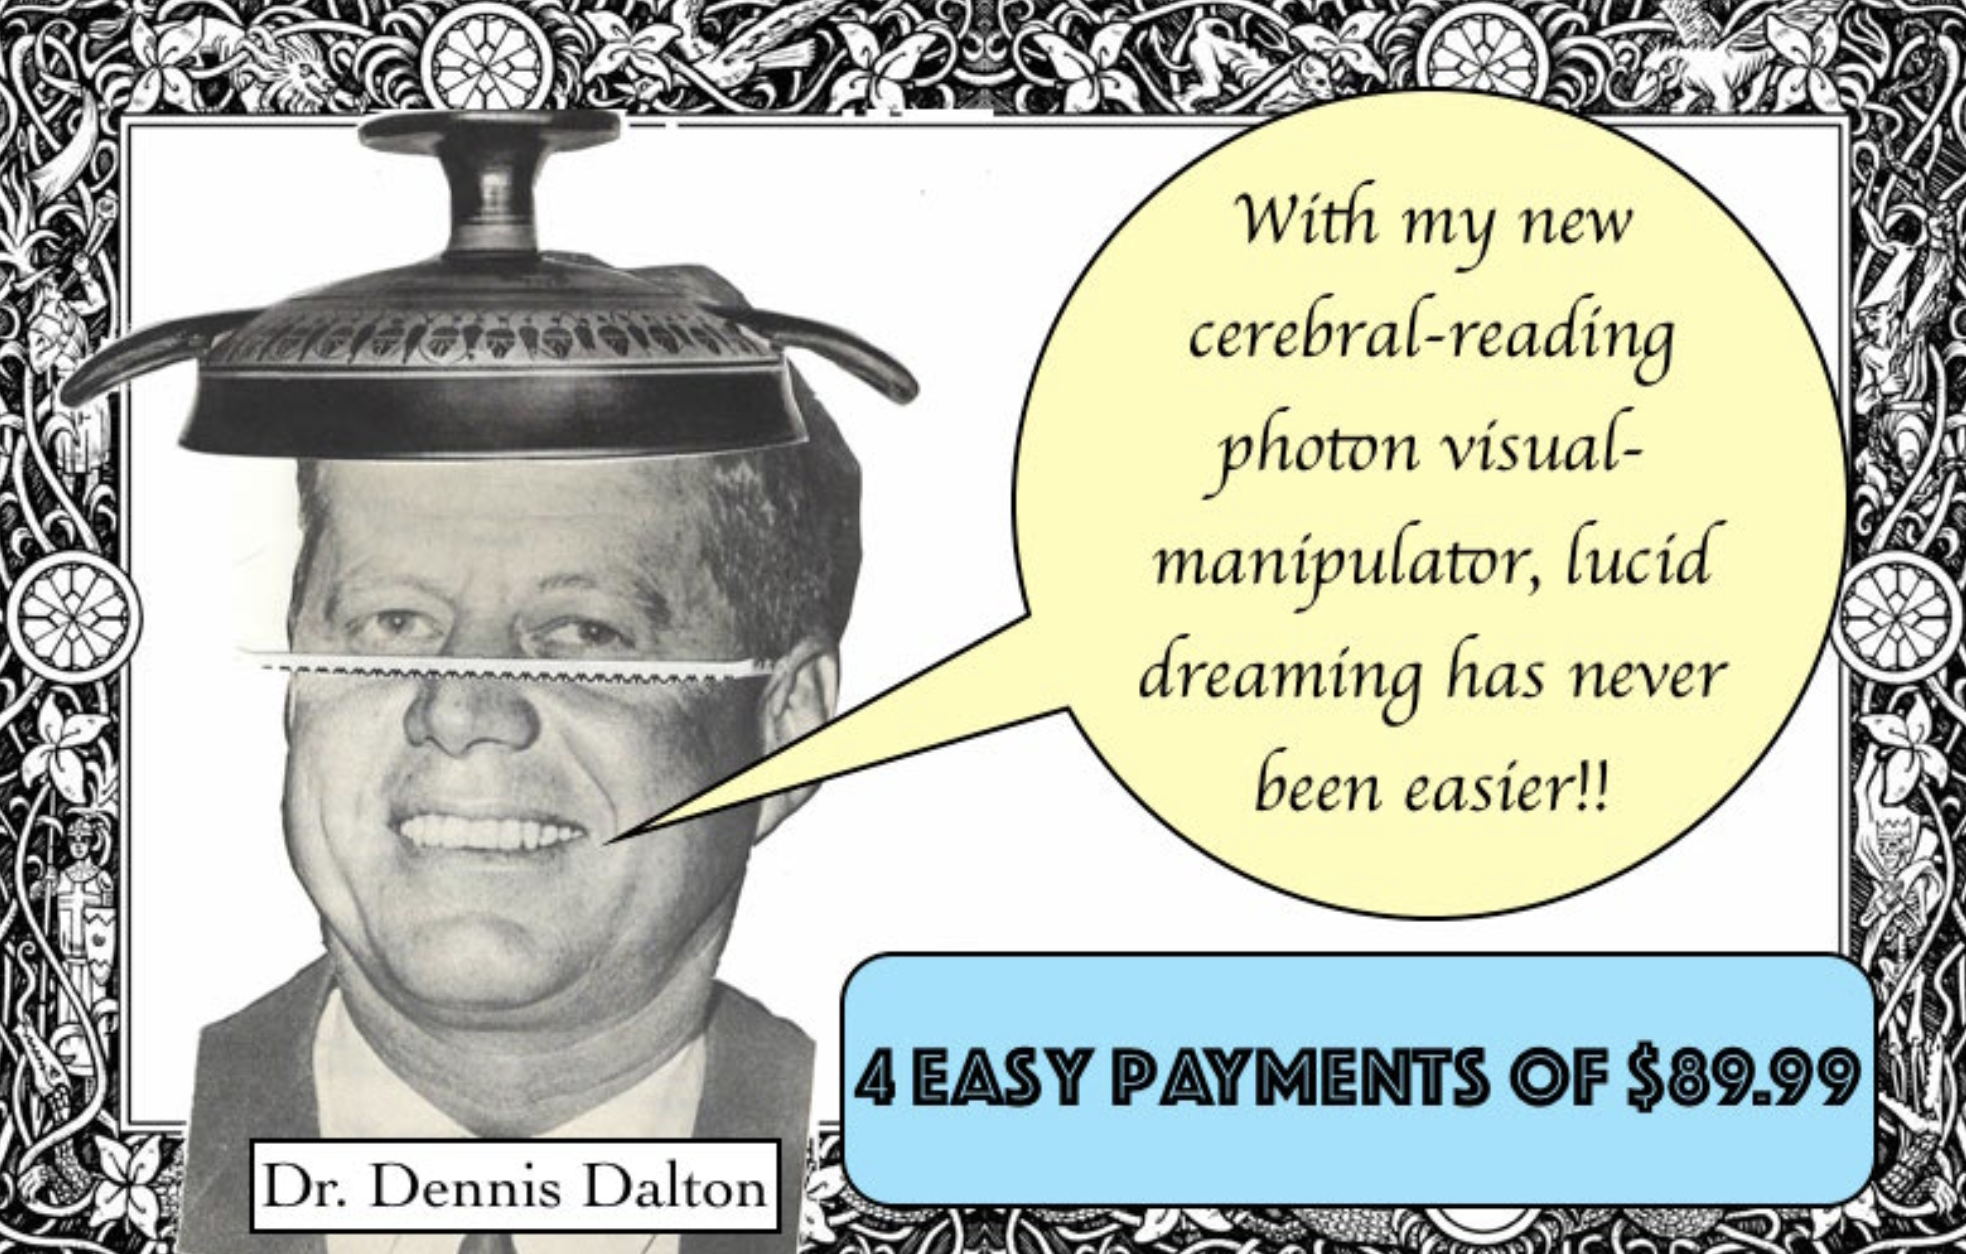 With my new
cerebral-reading
photon visual-
manipulator, lucid
dreaming has never
been easier!!
4 EASY PAYMENTS OF $89.99
Dr. Dennis Dalton